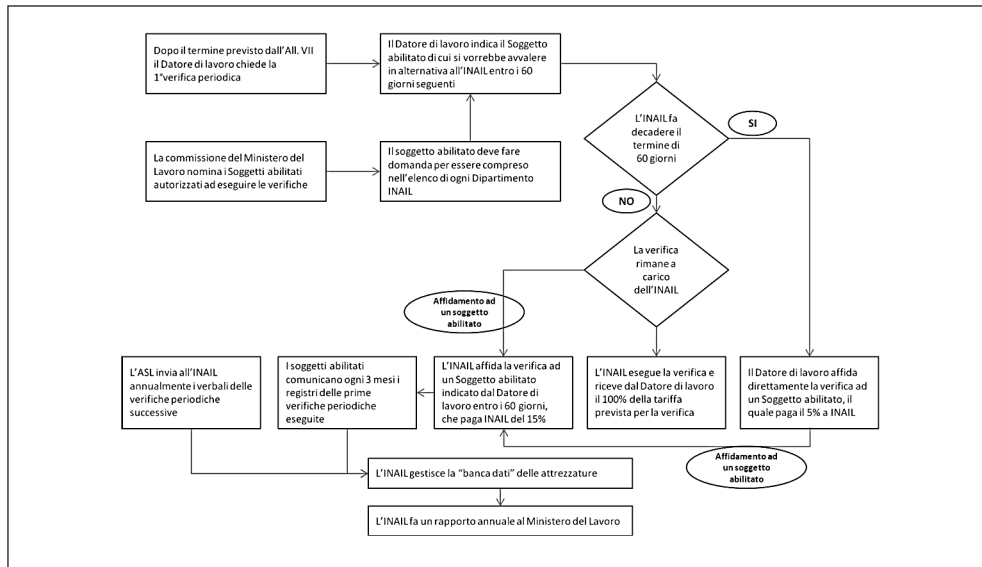 Dopo il termine previsto dall'All. VII
il Datore di lavoro chiede la
1°verifica periodica
Il Datore di lavoro indica il Soggetto
abilitato di cui si vorrebbe avvalere
in alternativa all'INAIL entro i 60
giorni seguenti
L'INAIL fa
decadere il
termine di
60 giorni
SI
La commissione del Ministero del
Lavoro nomina i Soggetti abilitati
autorizzati ad eseguire le verifiche
Il soggetto abilitato deve fare
domanda per essere compreso
nell'elenco di ogni Dipartimento
INAIL
NO
La verifica
rimane a
carico
dell'INAIL
Affidamento ad
un soggetto
abilitato
L'ASL invia all'INAIL
annualmente i verbali delle
verifiche periodiche
successive
I soggetti abilitati
comunicano ogni 3 mesi i
registri delle prime
verifiche periodiche
eseguite
L'INAIL affida la verifica ad
un Soggetto abilitato
indicato dal Datore di
lavoro entro i 60 giorni,
che paga INAIL del 15%
L'INAIL esegue la verifica e
riceve dal Datore di lavoro
il 100% della tariffa
prevista per la verifica
Il Datore di lavoro affida
direttamente la verifica ad
un Soggetto abilitato, il
quale paga il 5% a INAIL
Affidamento ad
un soggetto
abilitato
L'INAIL gestisce la "banca dati" delle attrezzature
L'INAIL fa un rapporto annuale al Ministero del Lavoro